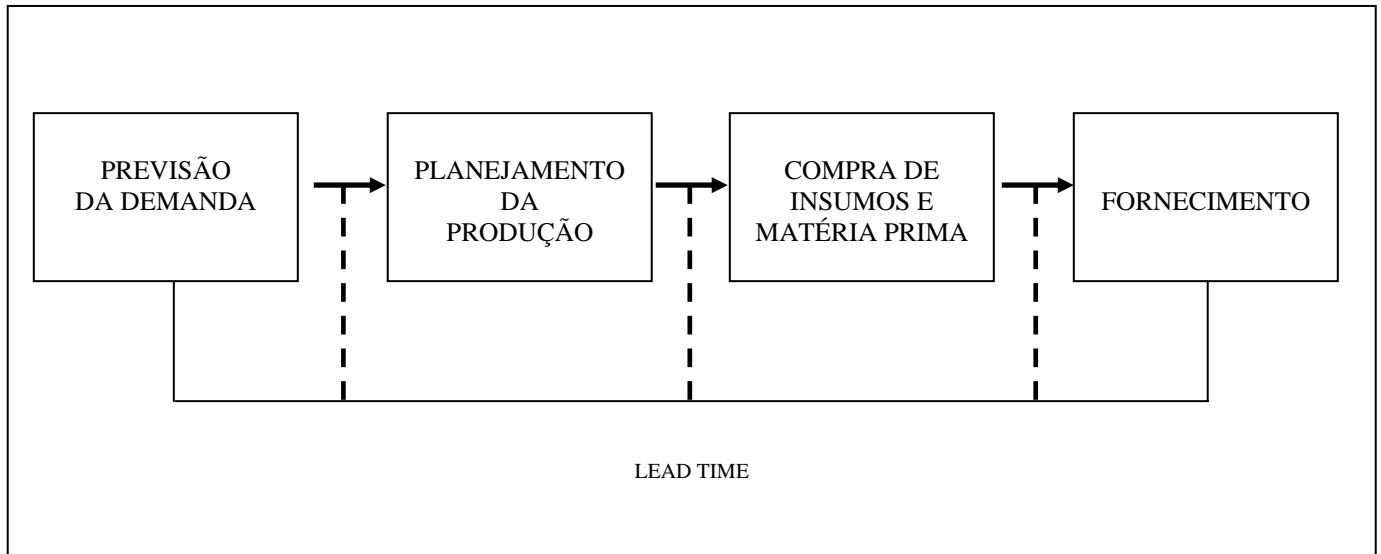 PREVISÃO
DA DEMANDA
PLANEJAMENTO
DA
PRODUÇÃO
COMPRA DE
INSUMOS E
MATÉRIA PRIMA
FORNECIMENTO
LEAD TIME